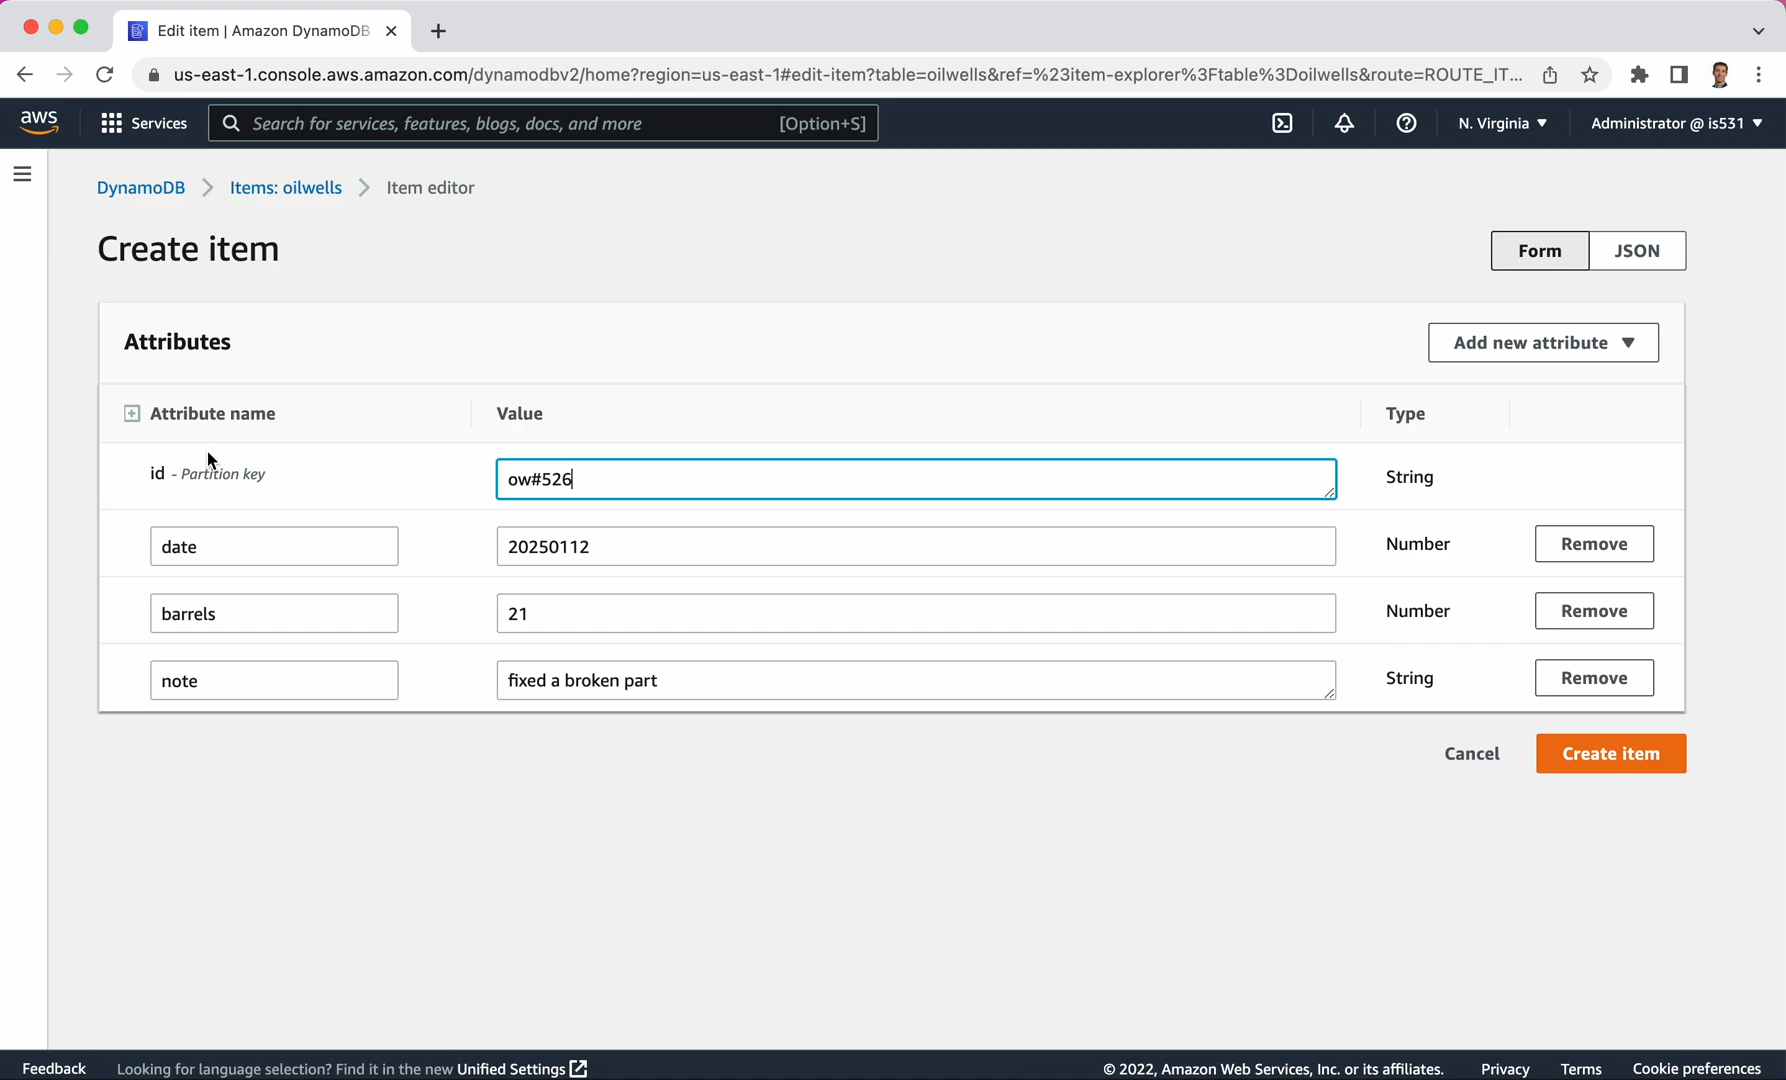 Edit item | Amazon DynamoDB
us-east-1.console.aws.amazon.com/dynamodbv2/home?region=us-east-1#edit-item?table=oilwells&ref=%23item-explorer%3Ftable%3Doilwells&route=ROUTE_IT...
aws Services Search for services, features, blogs, docs, and more [Option+S] N. Virginia Administrator @ is531
DynamoDB Items: oilwells Item editor
Create item
Form JSON
Attributes
Add new attribute
Attribute name Value Type
id - Partition key ow#526 String
date 20250112 Number Remove
barrels 21 Number Remove
note fixed a broken part String Remove
Cancel Create item
Feedback Looking for language selection? Find it in the new Unified Settings © 2022, Amazon Web Services, Inc. or its affiliates. Privacy Terms Cookie preferences